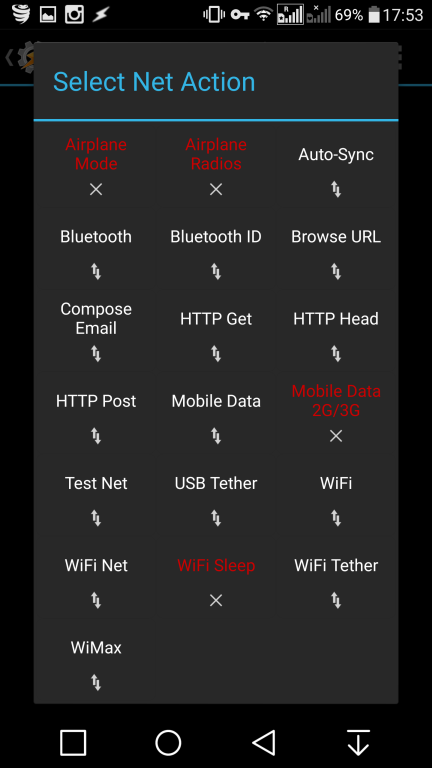 R
69% 17:53
Select Net Action
Airplane Airplane Auto-Sync
Mode Radios
Bluetooth Bluetooth ID Browse URL
Compose HTTP Get HTTP Head
Email
HTTP Post Mobile Data Mobile Data
2G/3G
Test Net USB Tether WiFi
WiFi Net WiFi Sleep WiFi Tether
WiMax